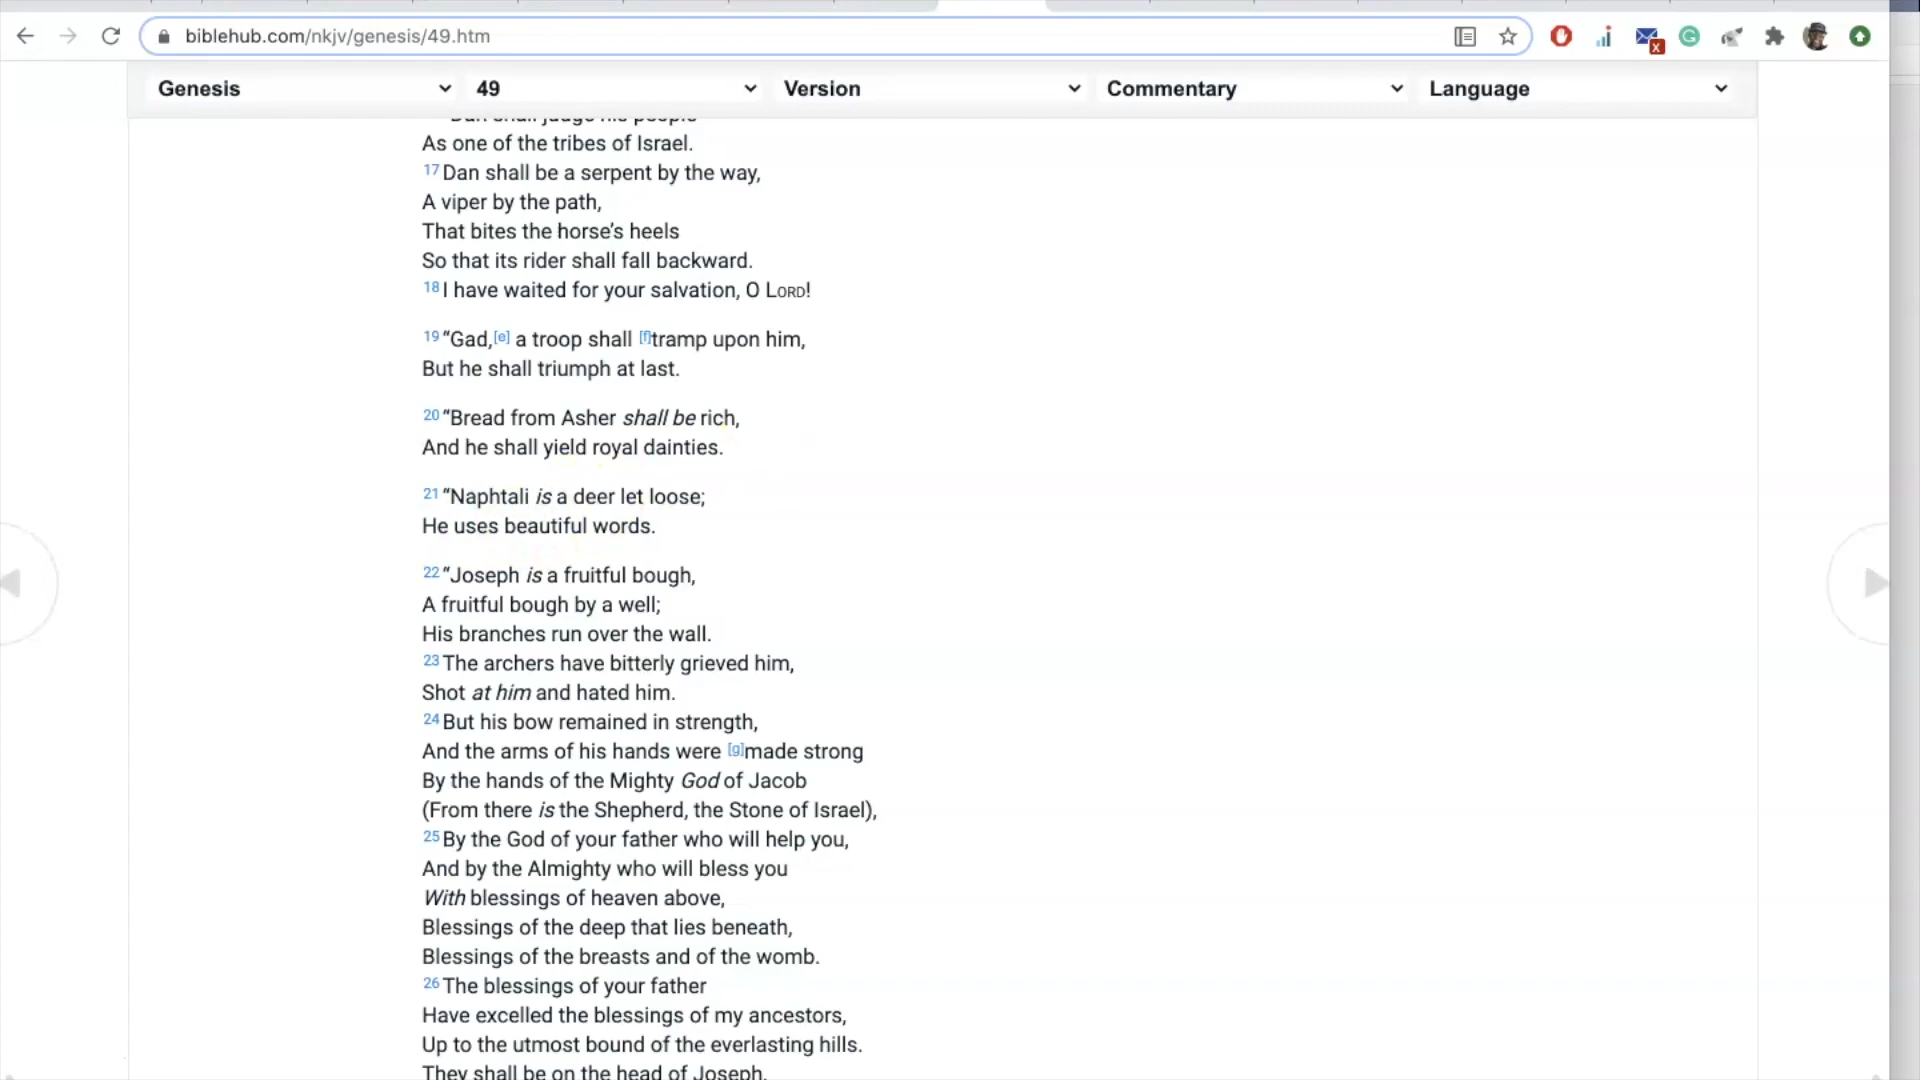 biblehub.com/nkjv/genesis/49.htm
x
Genesis 49 Version Commentary Language
Dan shall judge his people
As one of the tribes of Israel.
17 Dan shall be a serpent by the way,
A viper by the path,
That bites the horse’s heels
So that its rider shall fall backward.
18 I have waited for your salvation, O LORD!
19 “Gad,[e] a troop shall [f]tramp upon him,
But he shall triumph at last.
20 “Bread from Asher shall be rich,
And he shall yield royal dainties.
21 “Naphtali is a deer let loose;
He uses beautiful words.
22 “Joseph is a fruitful bough,
A fruitful bough by a well;
His branches run over the wall.
23 The archers have bitterly grieved him,
Shot at him and hated him.
24 But his bow remained in strength,
And the arms of his hands were [g]made strong
By the hands of the Mighty God of Jacob
(From there is the Shepherd, the Stone of Israel),
25 By the God of your father who will help you,
And by the Almighty who will bless you
With blessings of heaven above,
Blessings of the deep that lies beneath,
Blessings of the breasts and of the womb.
26 The blessings of your father
Have excelled the blessings of my ancestors,
Up to the utmost bound of the everlasting hills.
They shall be on the head of Joseph,